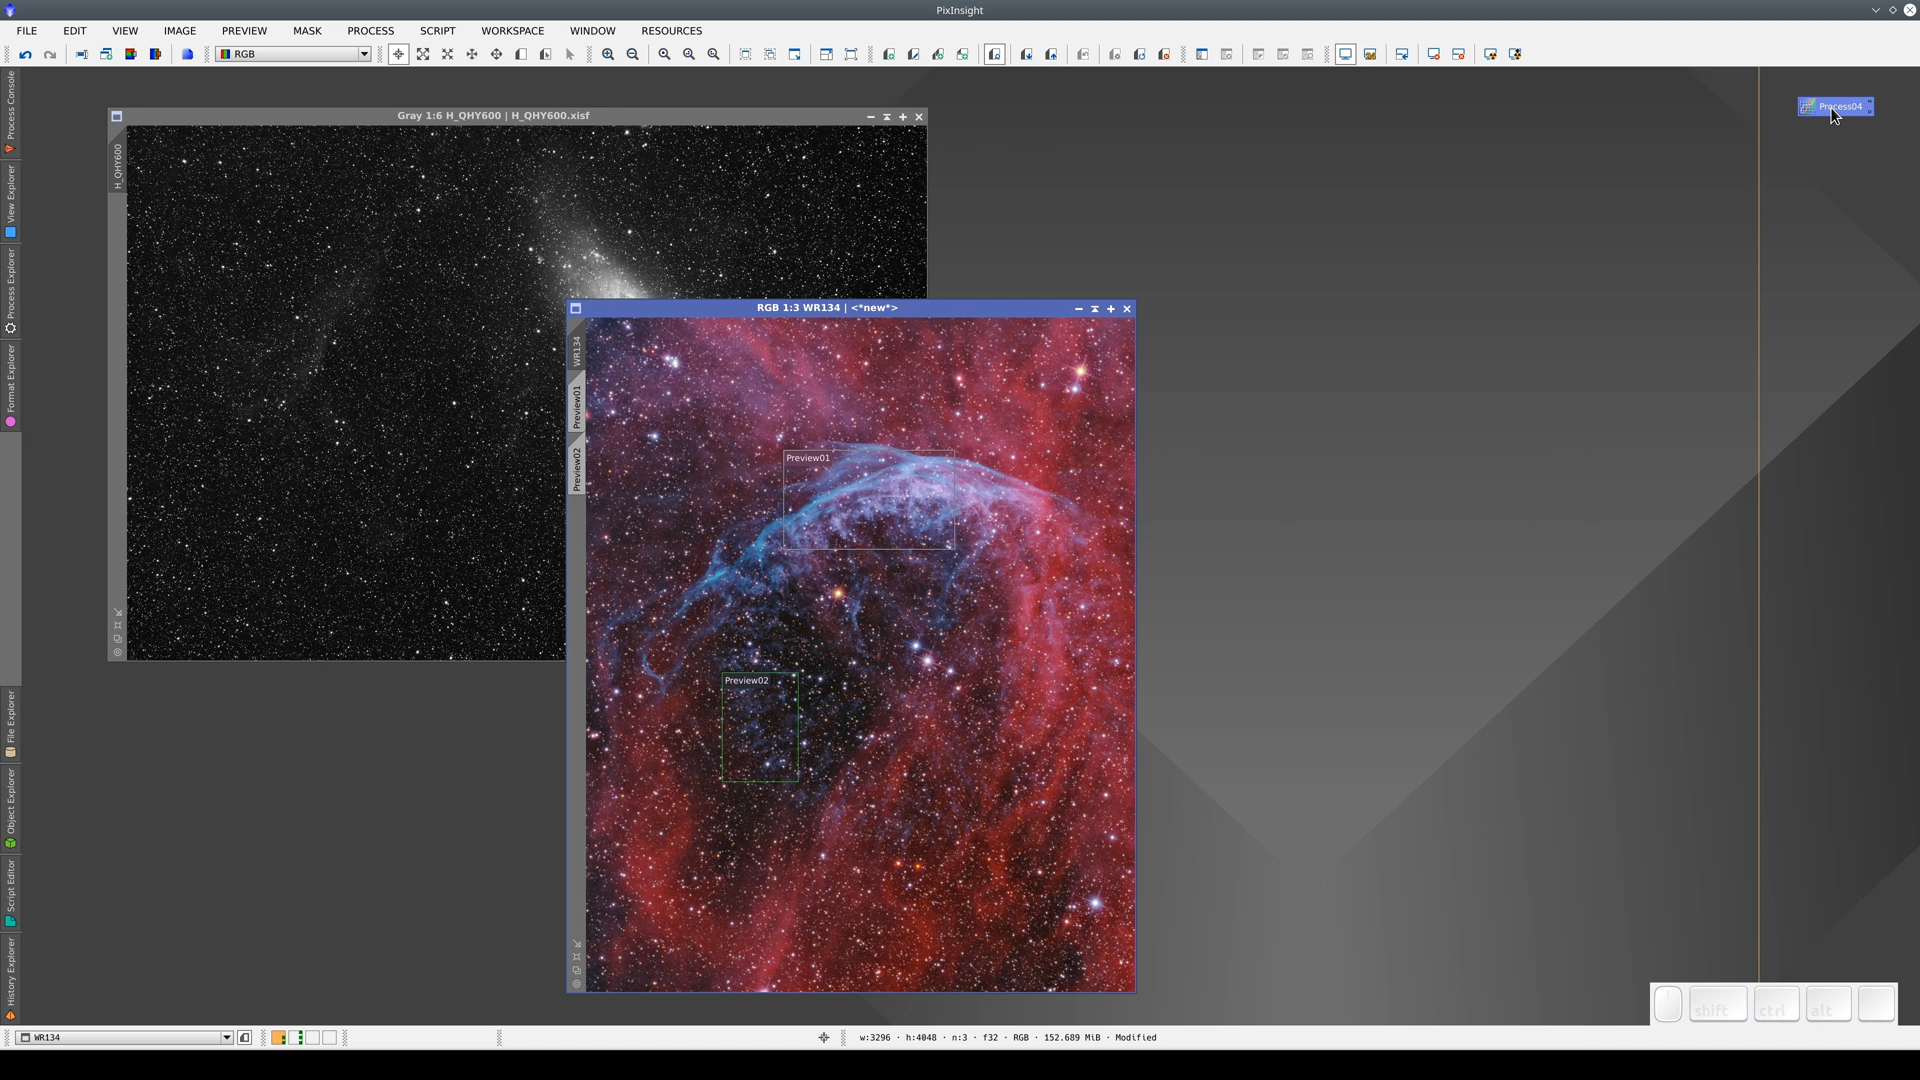 PixInsight
FILE EDIT VIEW IMAGE PREVIEW MASK PROCESS SCRIPT WORKSPACE WINDOW RESOURCES
RGB
Process Console
View Explorer
Process Explorer
Format Explorer
File Explorer
Object Explorer
Script Editor
History Explorer
Gray 1:6 H_QHY600 | H_QHY600.xisf
H_QHY600
Process04
RGB 1:3 WR134 | <*new*>
WR134
Preview01
Preview02
Preview01
Preview02
shift ctrl alt
WR134
w:3296 · h:4048 · n:3 · f32 · RGB · 152.689 MiB · Modified